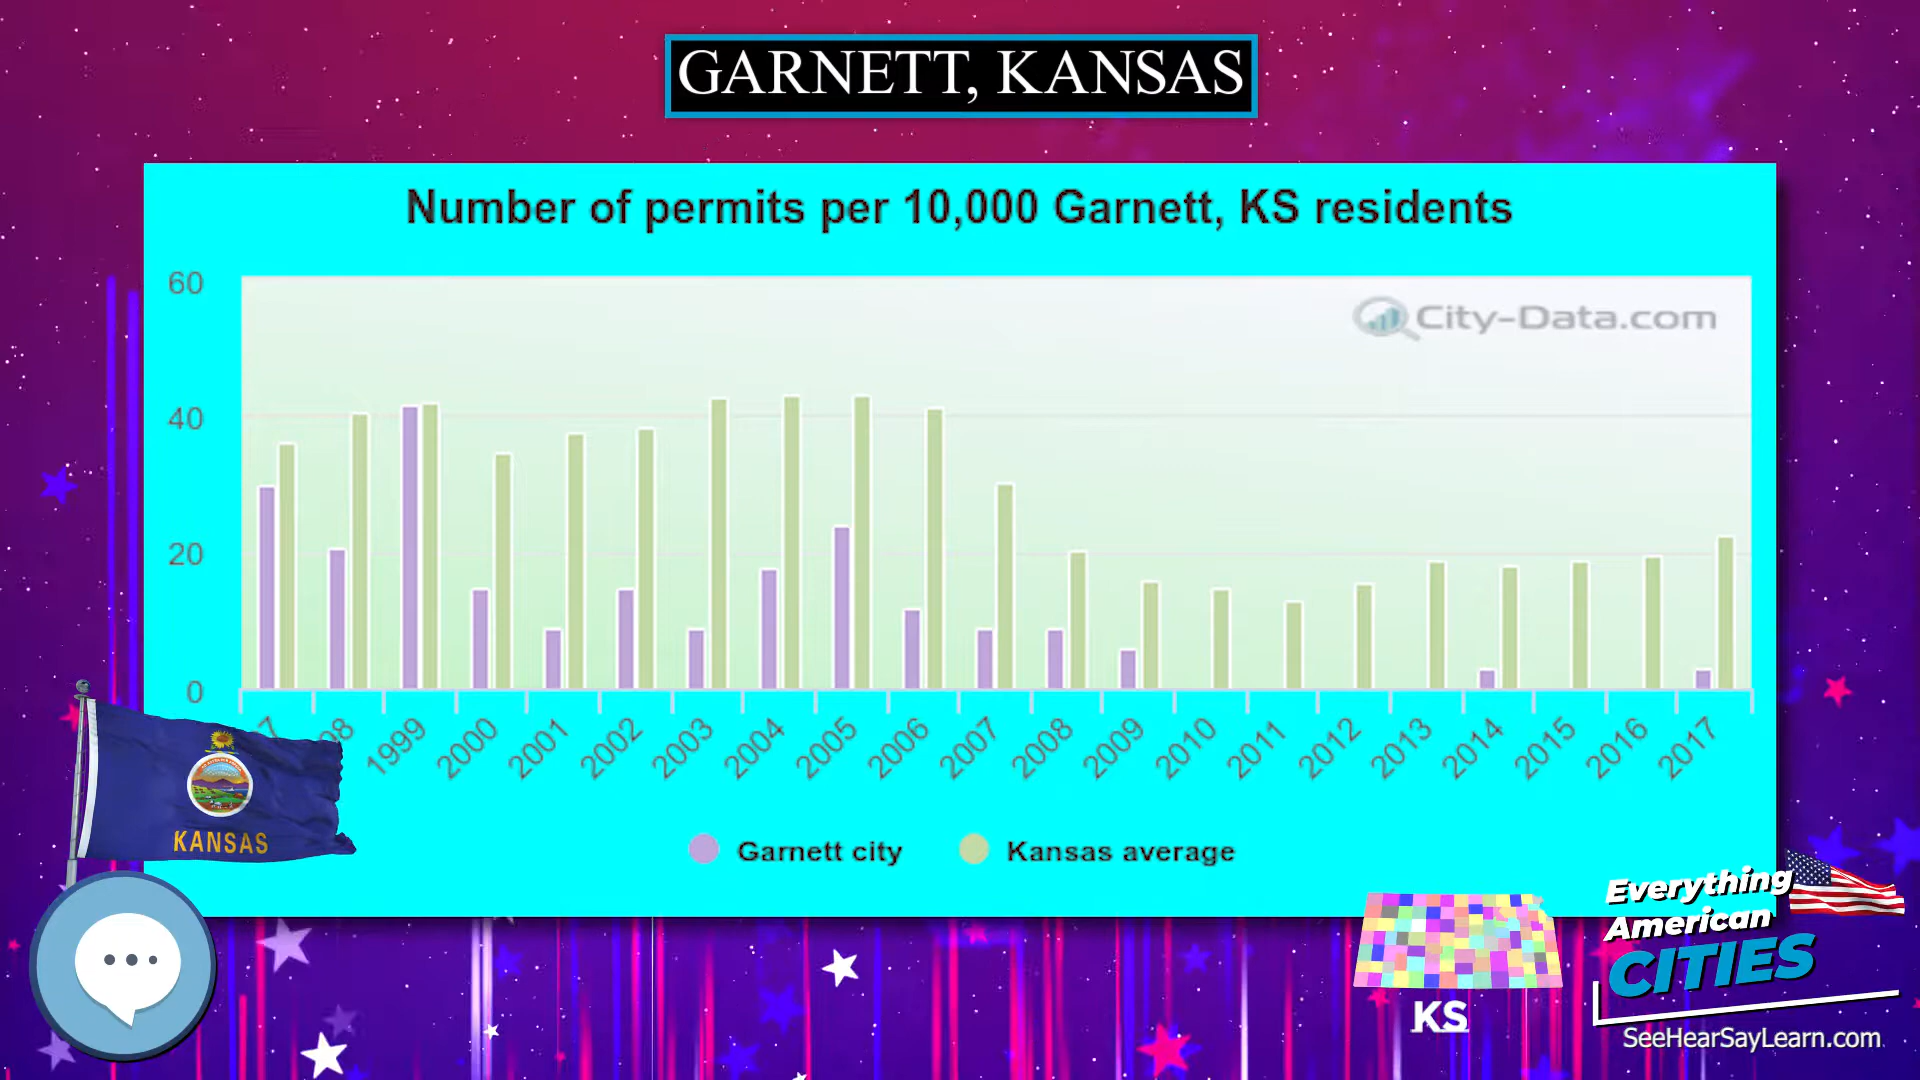 GARNETT, KANSAS
Number of permits per 10,000 Garnett, KS residents
60
City-Data.com
40
20
0
7
98
1999
2000
2001
2002
2003
2004
2005
2006
2007
2008
2009
2010
2011
2012
2013
2014
2015
2016
2017
KANSAS
Garnett city
Kansas average
Everything
American
CITIES
KS
SeeHearSayLearn.com